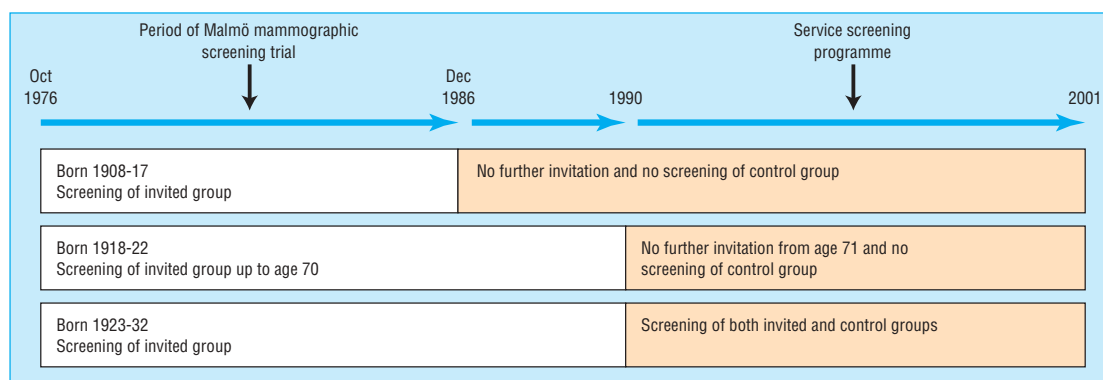 Period of Malmö mammographic
screening trial
Service screening
programme
Oct
1976
Dec
1986
1990
2001
Born 1908-17
Screening of invited group
No further invitation and no screening of control group
Born 1918-22
Screening of invited group up to age 70
No further invitation from age 71 and no
screening of control group
Born 1923-32
Screening of invited group
Screening of both invited and control groups